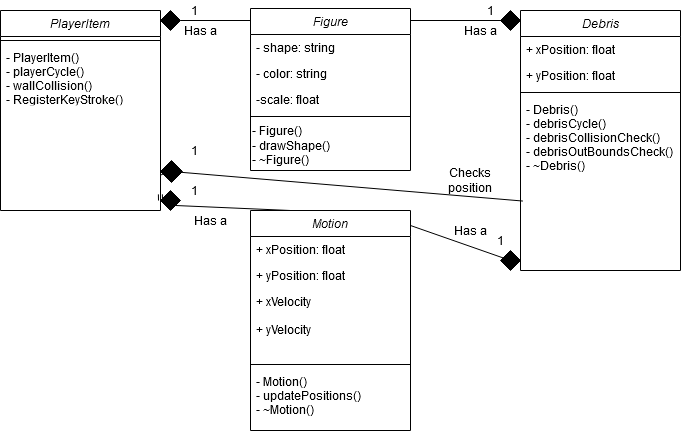 PlayerItem
- PlayerItem()
- playerCycle()
- wallCollision()
- RegisterKeyStroke()
1
Has a
Figure
- shape: string
- color: string
-scale: float
- Figure()
- drawShape()
- ~Figure()
1
Has a
Debris
+ xPosition: float
+ yPosition: float
- Debris()
- debrisCycle()
- debrisCollisionCheck()
- debrisOutBoundsCheck()
- ~Debris()
1
Checks
position
1
Has a
Motion
+ xPosition: float
+ yPosition: float
+ xVelocity
+ yVelocity
- Motion()
- updatePositions()
- ~Motion()
Has a
1